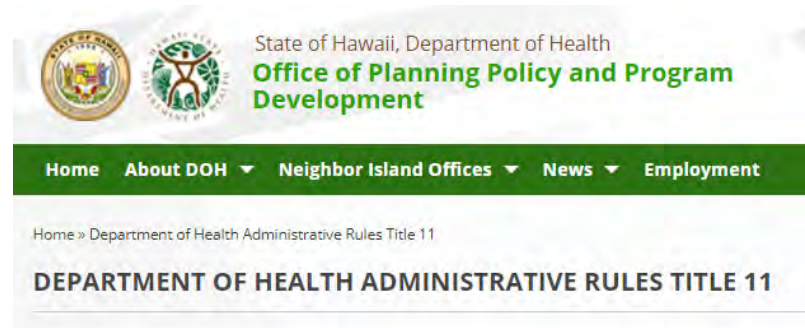 State of Hawaii, Department of Health
Office of Planning Policy and Program
Development
Home About DOH Neighbor Island Offices News Employment
Home » Department of Health Administrative Rules Title 11
DEPARTMENT OF HEALTH ADMINISTRATIVE RULES TITLE 11